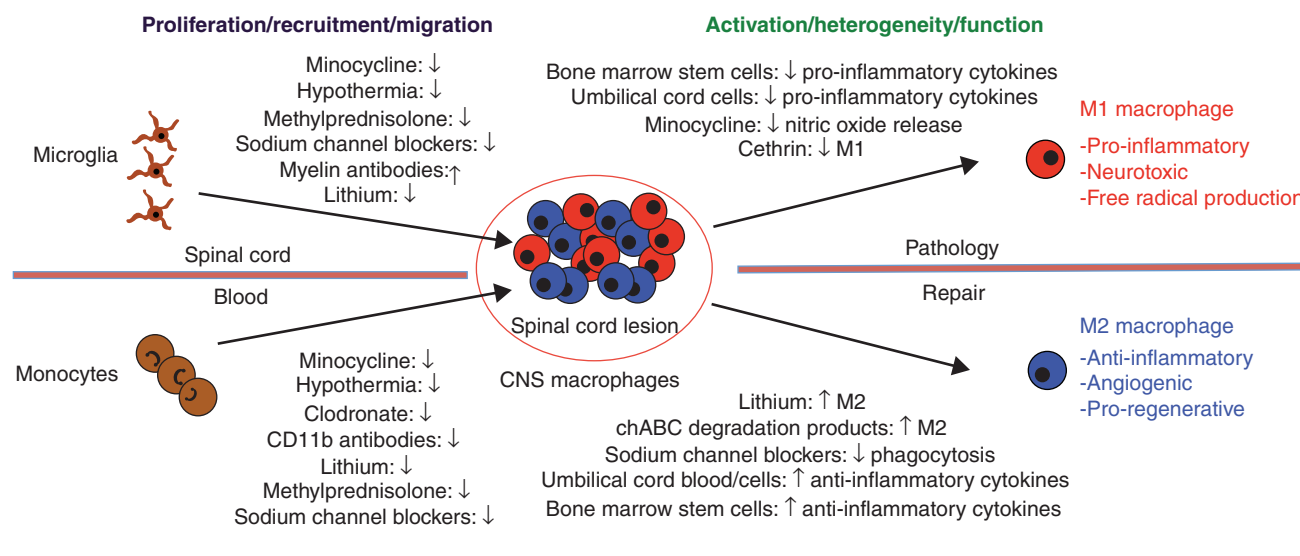 Proliferation/recruitment/migration
Minocycline: ↓
Hypothermia: ↓
Methylprednisolone: ↓
Sodium channel blockers: ↓
Myelin antibodies:↑
Lithium: ↓
Microglia
Spinal cord
Blood
Monocytes
Minocycline: ↓
Hypothermia: ↓
Clodronate: ↓
CD11b antibodies: ↓
Lithium: ↓
Methylprednisolone: ↓
Sodium channel blockers: ↓
Spinal cord lesion
CNS macrophages
Activation/heterogeneity/function
Bone marrow stem cells: ↓ pro-inflammatory cytokines
Umbilical cord cells: ↓ pro-inflammatory cytokines
Minocycline: ↓ nitric oxide release
Cethrin: ↓ M1
M1 macrophage
-Pro-inflammatory
-Neurotoxic
-Free radical production
Pathology
Repair
M2 macrophage
-Anti-inflammatory
-Angiogenic
-Pro-regenerative
Lithium: ↑ M2
chABC degradation products: ↑ M2
Sodium channel blockers: ↓ phagocytosis
Umbilical cord blood/cells: ↑ anti-inflammatory cytokines
Bone marrow stem cells: ↑ anti-inflammatory cytokines